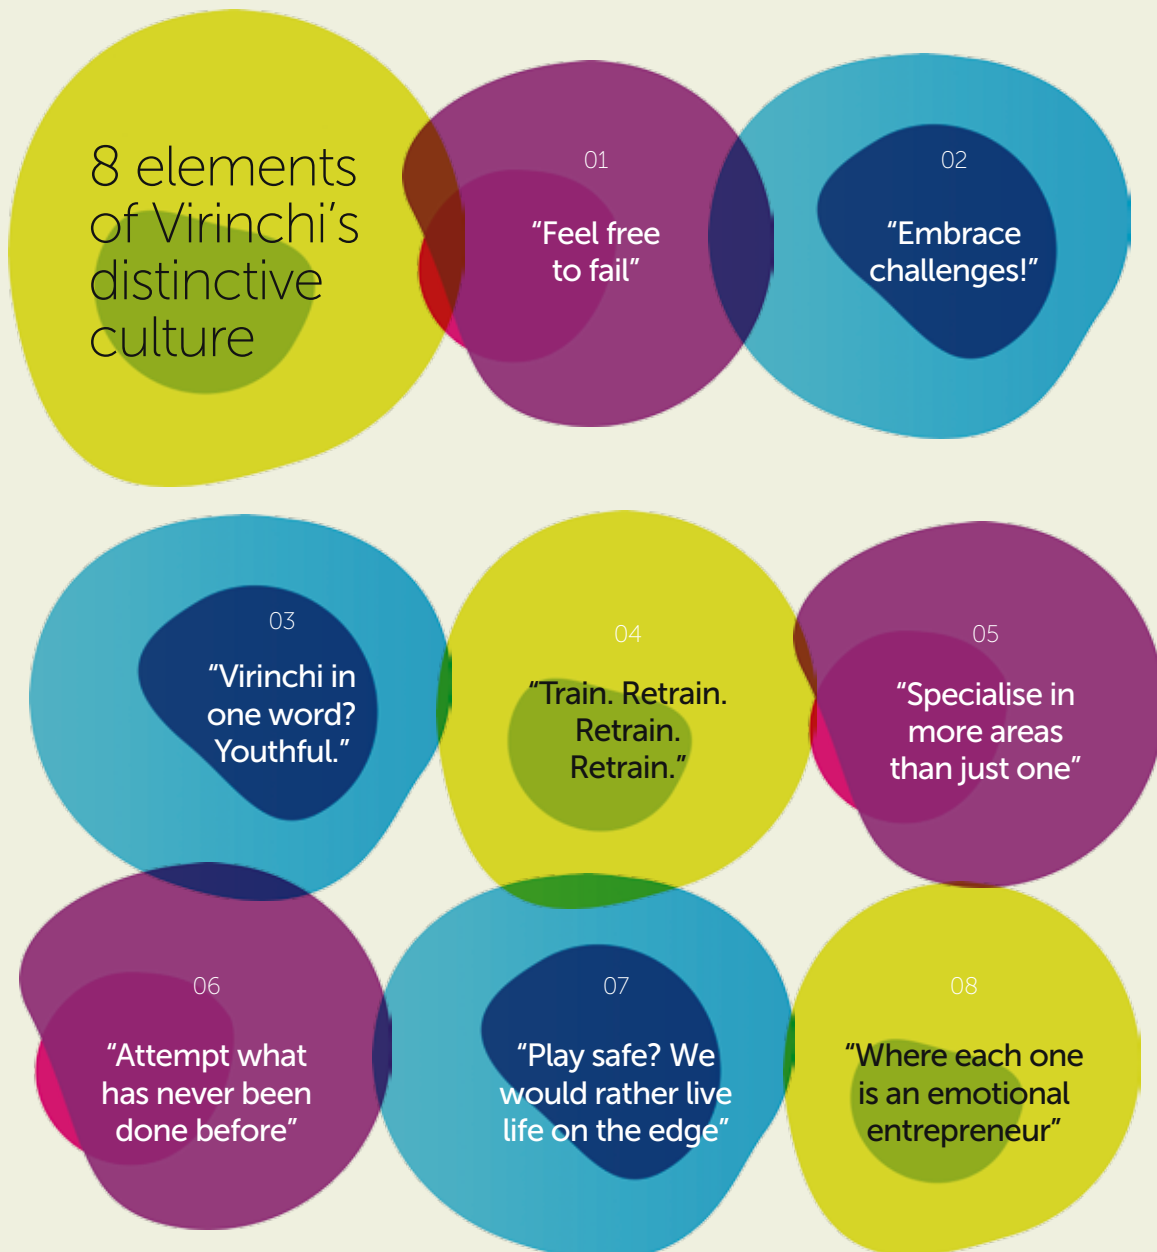 8 elements
of Virinchi’s
distinctive
culture
01
“Feel free
to fail”
02
“Embrace
challenges!”
03
“Virinchi in
one word?
Youthful.”
04
“Train. Retrain.
Retrain.
Retrain.”
05
“Specialise in
more areas
than just one”
06
“Attempt what
has never been
done before”
07
“Play safe? We
would rather live
life on the edge”
08
“Where each one
is an emotional
entrepreneur”